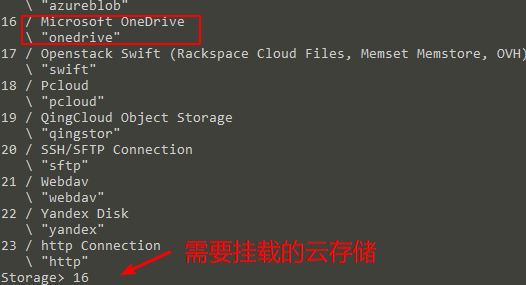 \ "azureblob"
16 / Microsoft OneDrive
\ "onedrive"
17 / Openstack Swift (Rackspace Cloud Files, Memset Memstore, OVH)
\ "swift"
18 / Pcloud
\ "pcloud"
19 / QingCloud Object Storage
\ "qingstor"
20 / SSH/SFTP Connection
\ "sftp"
21 / Webdav
\ "webdav"
22 / Yandex Disk
\ "yandex"
23 / http Connection
\ "http"
需要挂载的云存储
Storage> 16